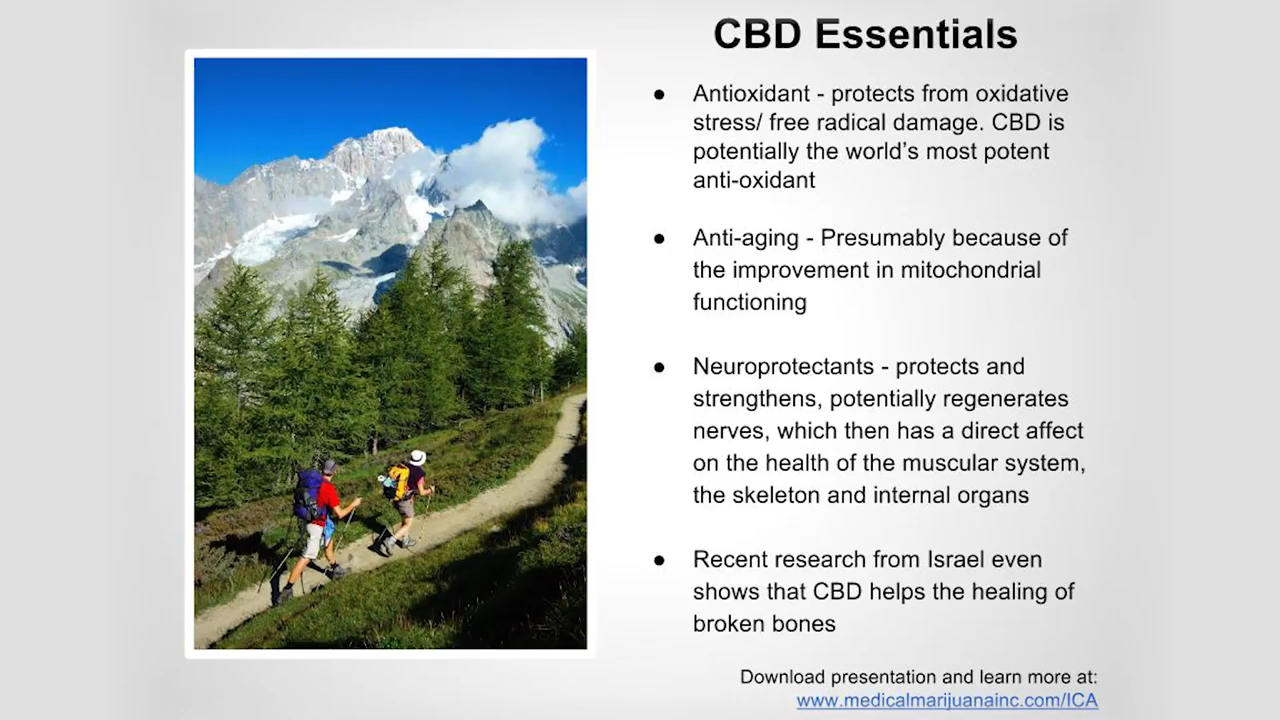 CBD Essentials
● Antioxidant - protects from oxidative
stress/ free radical damage. CBD is
potentially the world’s most potent
anti-oxidant
● Anti-aging - Presumably because of
the improvement in mitochondrial
functioning
● Neuroprotectants - protects and
strengthens, potentially regenerates
nerves, which then has a direct affect
on the health of the muscular system,
the skeleton and internal organs
● Recent research from Israel even
shows that CBD helps the healing of
broken bones
Download presentation and learn more at:
www.medicalmarijuanainc.com/ICA